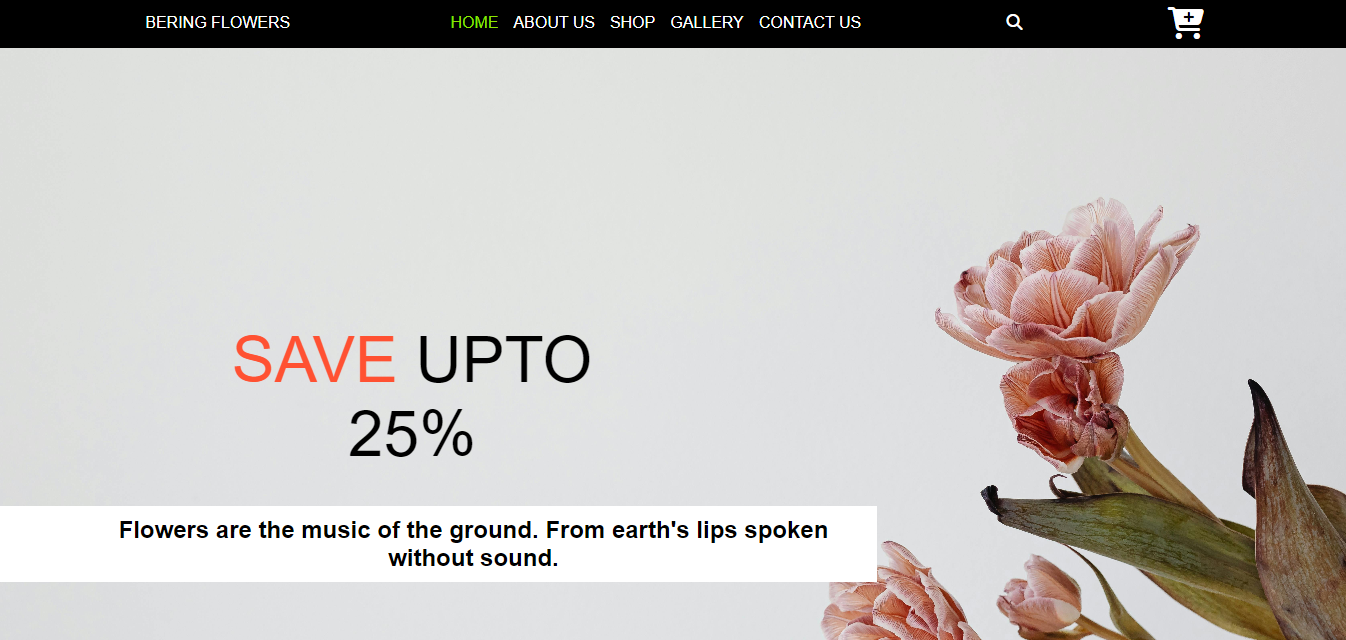 BERING FLOWERS HOME ABOUT US SHOP GALLERY CONTACT US
SAVE UPTO
25%
Flowers are the music of the ground. From earth's lips spoken
without sound.